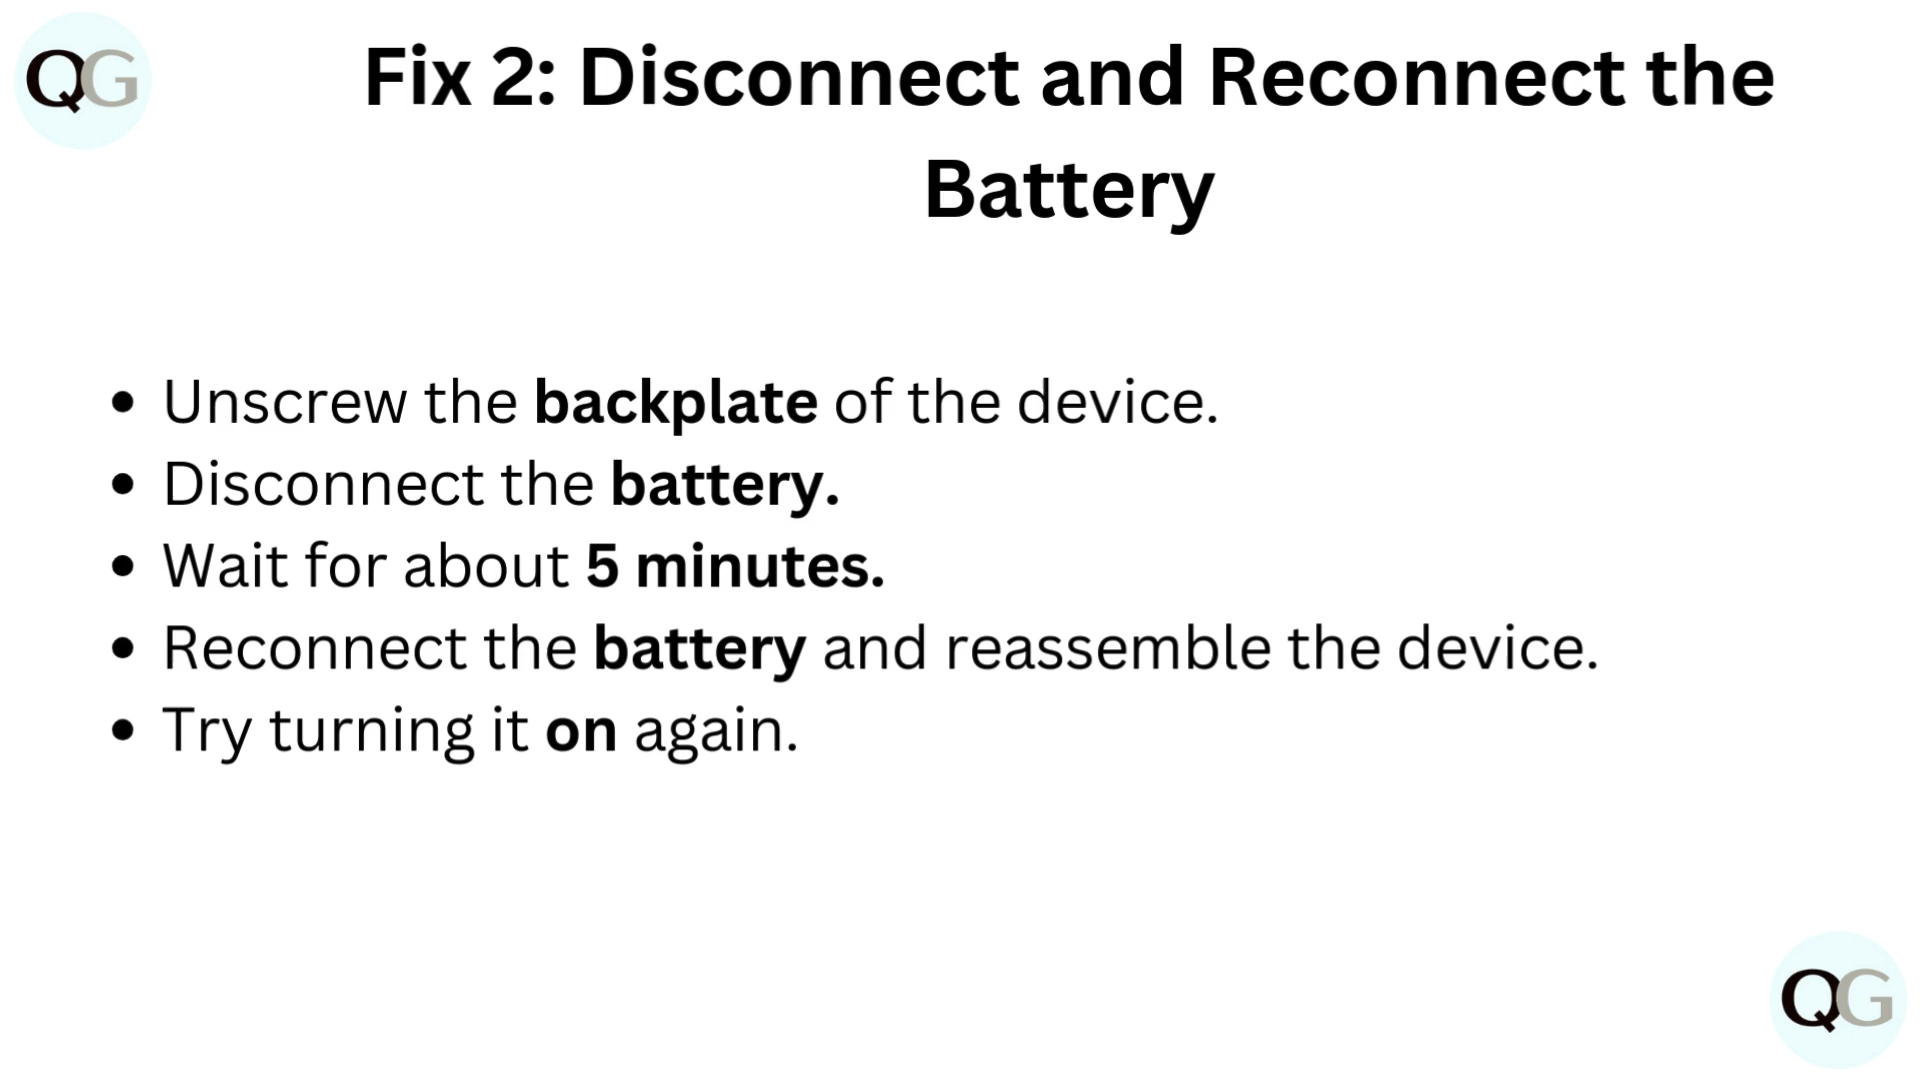 QG
Fix 2: Disconnect and Reconnect the
Battery
• Unscrew the backplate of the device.
• Disconnect the battery.
• Wait for about 5 minutes.
• Reconnect the battery and reassemble the device.
• Try turning it on again.
QG